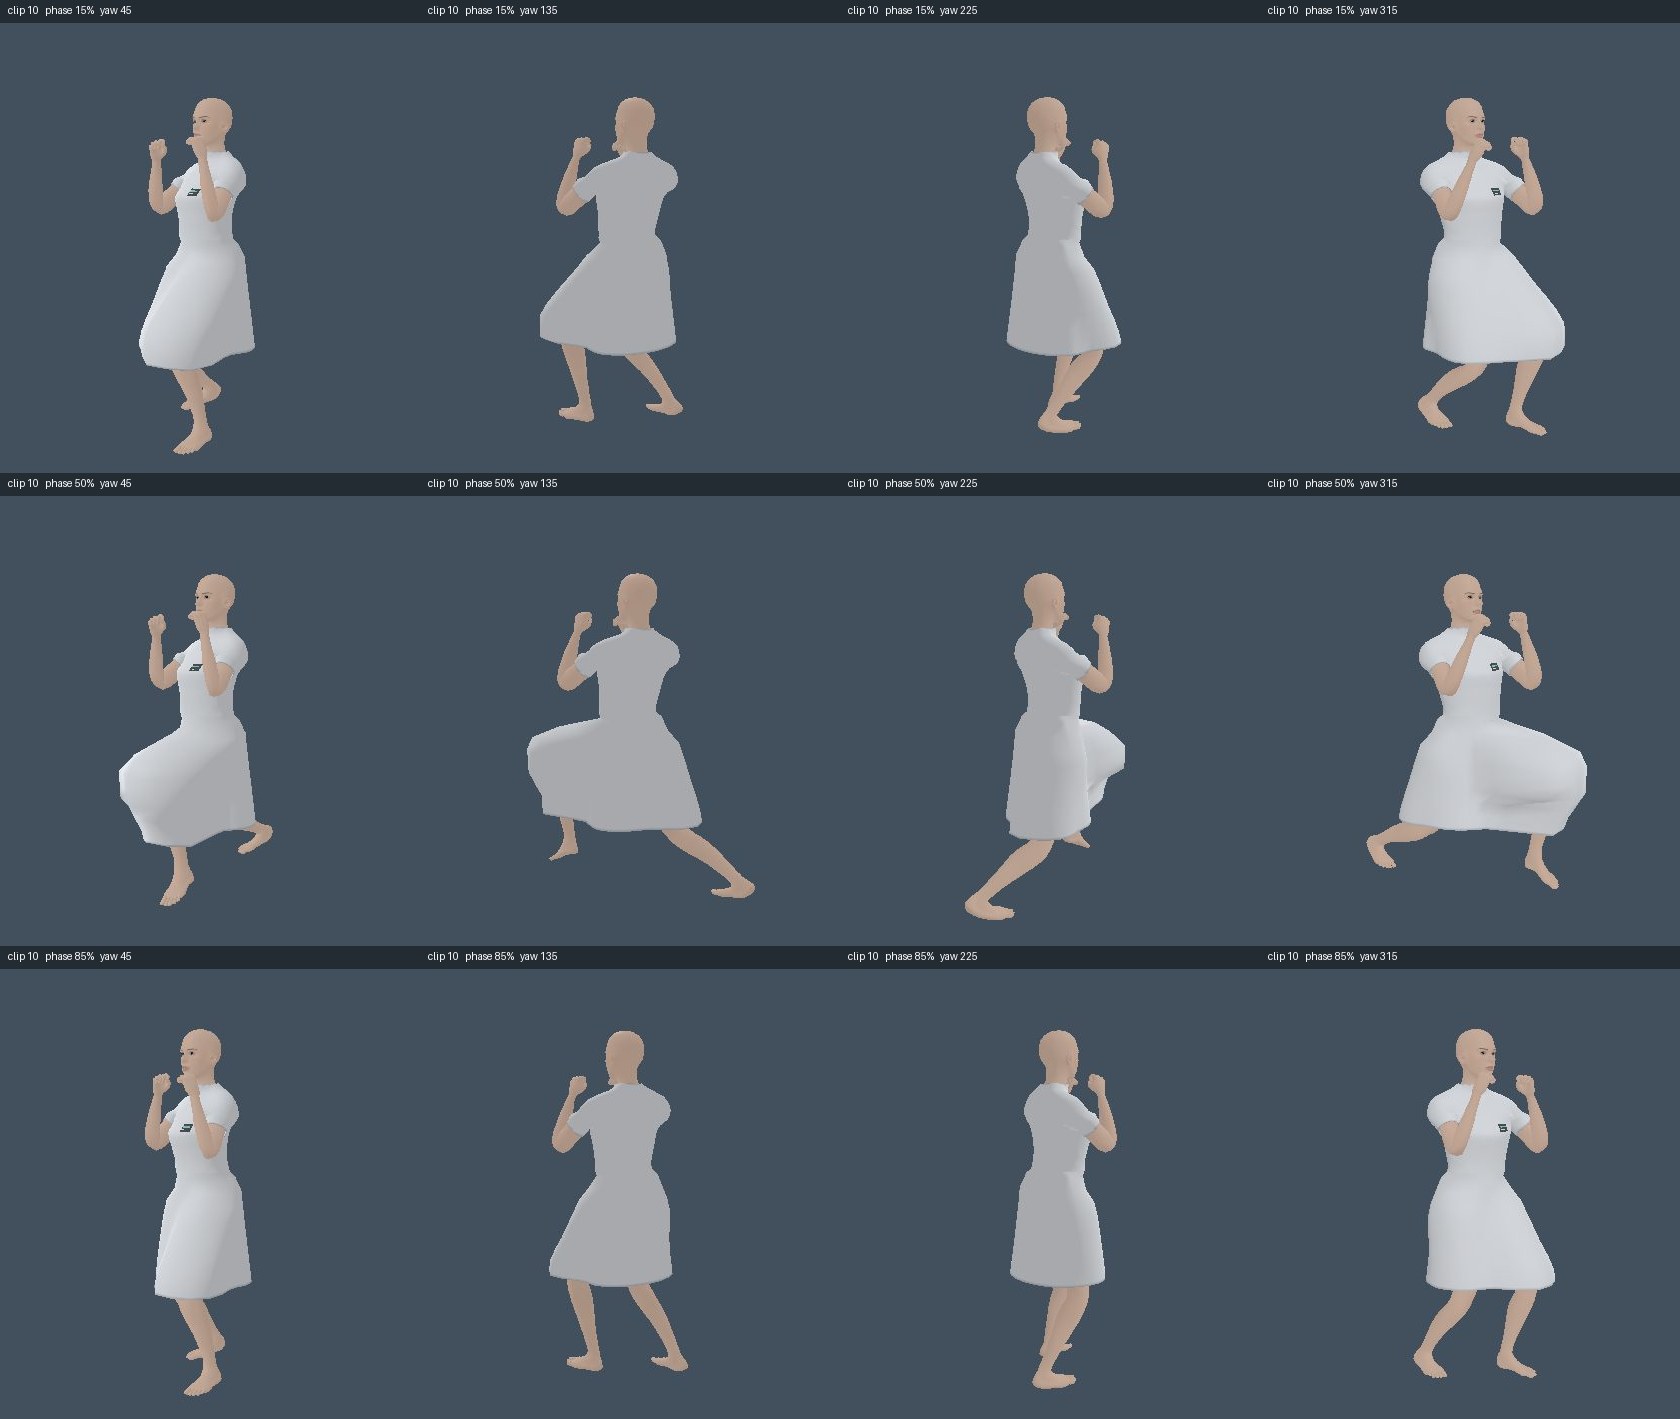 clip 10 phase 15% yaw 45
clip 10 phase 15% yaw 135
clip 10 phase 15% yaw 225
clip 10 phase 15% yaw 315
clip 10 phase 50% yaw 45
clip 10 phase 50% yaw 135
clip 10 phase 50% yaw 225
clip 10 phase 50% yaw 315
clip 10 phase 85% yaw 45
clip 10 phase 85% yaw 135
clip 10 phase 85% yaw 225
clip 10 phase 85% yaw 315